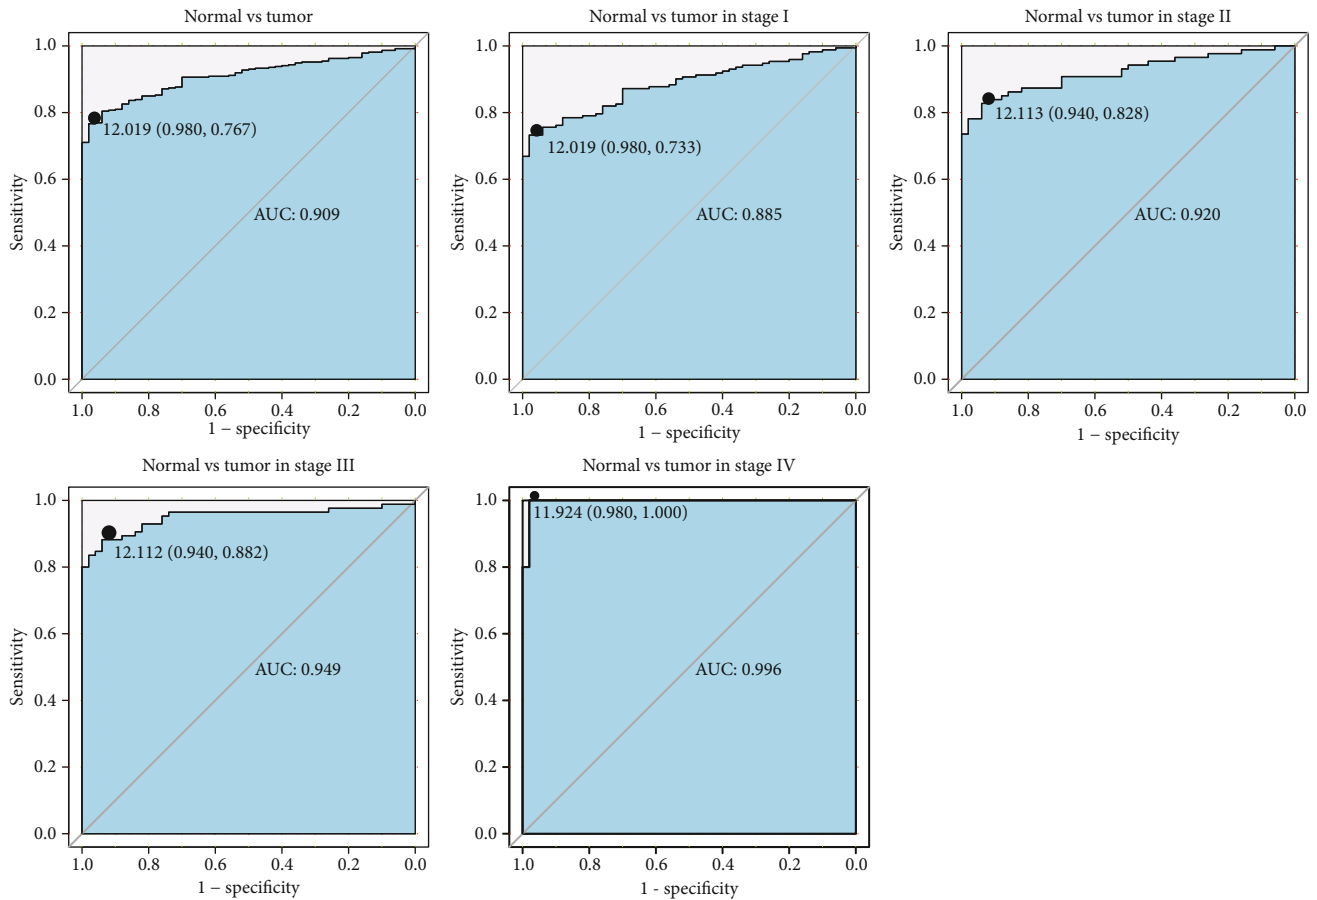 Normal vs tumor
1.0
0.8
0.6
0.4
0.2
0.0
Sensitivity
12.019 (0.980, 0.767)
AUC: 0.909
1.0 0.8 0.6 0.4 0.2 0.0
1 − specificity
Normal vs tumor in stage I
1.0
0.8
0.6
0.4
0.2
0.0
Sensitivity
12.019 (0.980, 0.733)
AUC: 0.885
1.0 0.8 0.6 0.4 0.2 0.0
1 − specificity
Normal vs tumor in stage II
1.0
0.8
0.6
0.4
0.2
0.0
Sensitivity
12.113 (0.940, 0.828)
AUC: 0.920
1.0 0.8 0.6 0.4 0.2 0.0
1 − specificity
Normal vs tumor in stage III
1.0
0.8
0.6
0.4
0.2
0.0
Sensitivity
12.112 (0.940, 0.882)
AUC: 0.949
1.0 0.8 0.6 0.4 0.2 0.0
1 − specificity
Normal vs tumor in stage IV
1.0
0.8
0.6
0.4
0.2
0.0
Sensitivity
11.924 (0.980, 1.000)
AUC: 0.996
1.0 0.8 0.6 0.4 0.2 0.0
1 - specificity